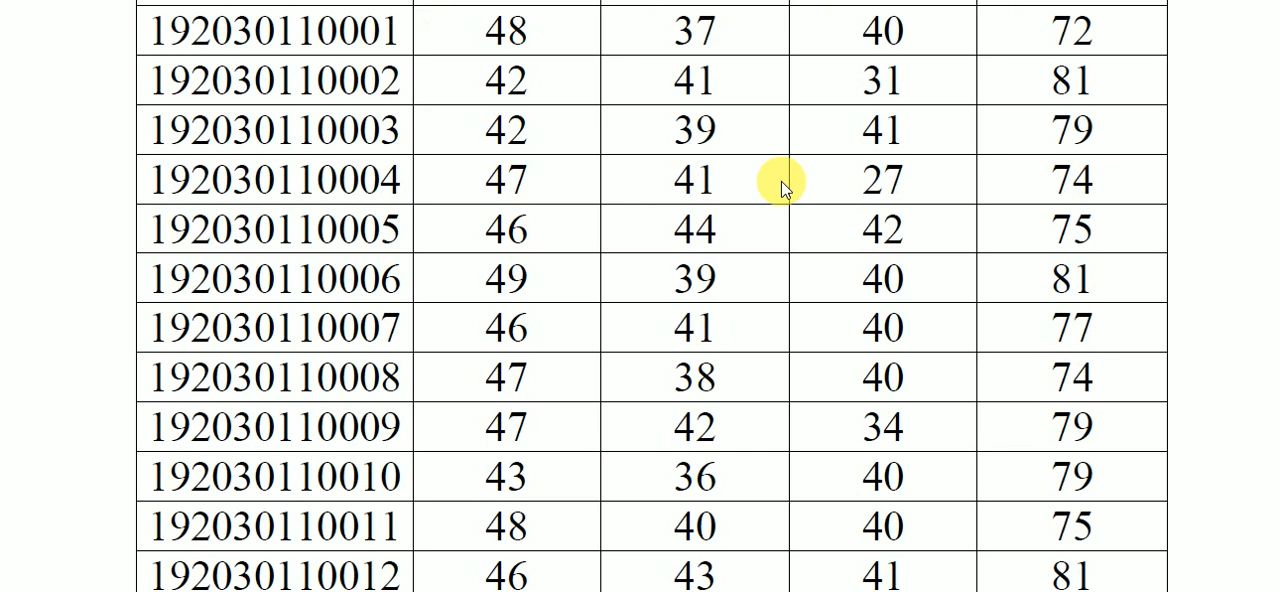 192030110001 48 37 40 72
192030110002 42 41 31 81
192030110003 42 39 41 79
192030110004 47 41 27 74
192030110005 46 44 42 75
192030110006 49 39 40 81
192030110007 46 41 40 77
192030110008 47 38 40 74
192030110009 47 42 34 79
192030110010 43 36 40 79
192030110011 48 40 40 75
192030110012 46 43 41 81